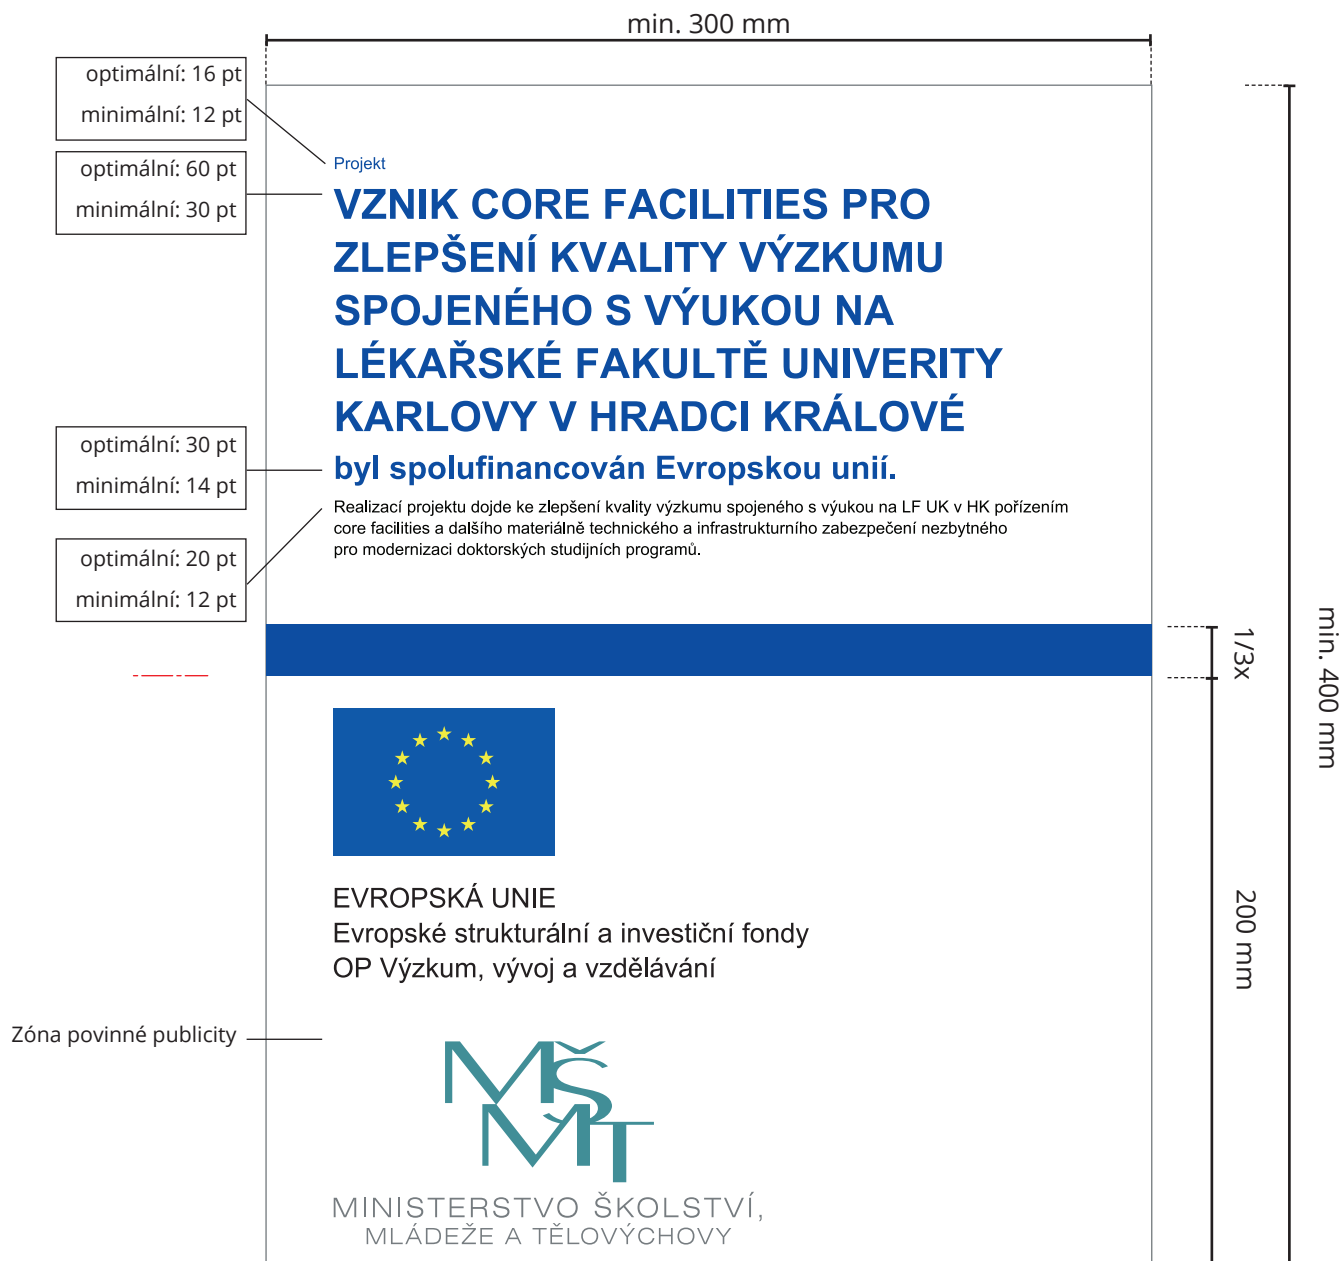 min. 300 mm
optimální: 16 pt
minimální: 12 pt
optimální: 60 pt
minimální: 30 pt
Projekt
VZNIK CORE FACILITIES PRO
ZLEPŠENÍ KVALITY VÝZKUMU
SPOJENÉHO S VÝUKOU NA
LÉKAŘSKÉ FAKULTĚ UNIVERITY
KARLOVY V HRADCI KRÁLOVÉ
optimální: 30 pt
minimální: 14 pt
byl spolufinancován Evropskou unií.
Realizací projektu dojde ke zlepšení kvality výzkumu spojeného s výukou na LF UK v HK pořízením
core facilities a dalšího materiálně technického a infrastrukturního zabezpečení nezbytného
pro modernizaci doktorských studijních programů.
optimální: 20 pt
minimální: 12 pt
1/3x
min. 400 mm
200 mm
EVROPSKÁ UNIE
Evropské strukturální a investiční fondy
OP Výzkum, vývoj a vzdělávání
Zóna povinné publicity
MŠ
MT
MINISTERSTVO ŠKOLSTVÍ,
MLÁDEŽE A TĚLOVÝCHOVY